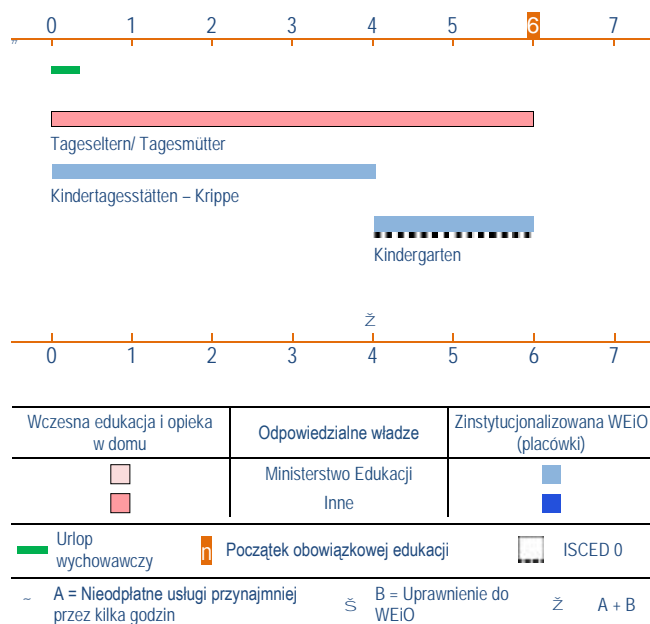 0 1 2 3 4 5 6 7
Tageseltern/ Tagesmütter
Kindertagesstätten – Krippe
Kindergarten
Ž
0 1 2 3 4 5 6 7
Wczesna edukacja i opieka
w domu
Odpowiedzialne władze
Zinstytucjonalizowana WEiO
(placówki)
Ministerstwo Edukacji
Inne
Urlop
wychowawczy
n Początek obowiązkowej edukacji
ISCED 0
~ A = Nieodpłatne usługi przynajmniej
przez kilka godzin
Š B = Uprawnienie do
WEiO
Ž A + B